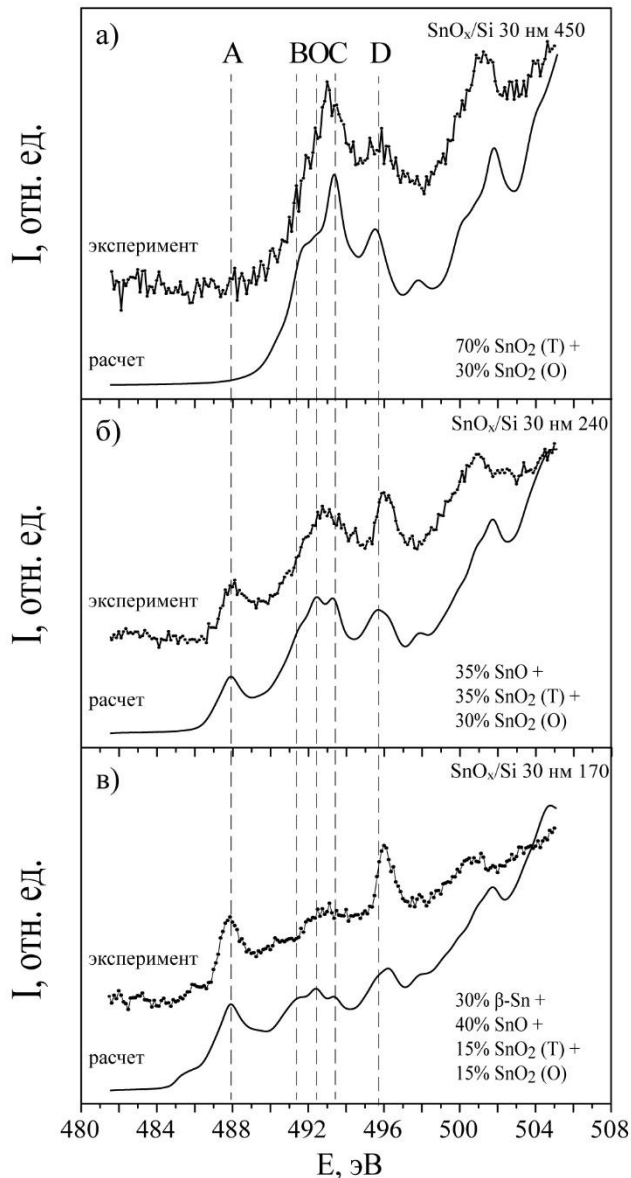 а)
SnOₓ/Si 30 нм 450
A
B
O
C
D
I, отн. ед.
эксперимент
расчет
70% SnO₂ (T) +
30% SnO₂ (O)
б)
SnOₓ/Si 30 нм 240
I, отн. ед.
эксперимент
расчет
35% SnO +
35% SnO₂ (T) +
30% SnO₂ (O)
в)
SnOₓ/Si 30 нм 170
I, отн. ед.
эксперимент
расчет
30% β-Sn +
40% SnO +
15% SnO₂ (T) +
15% SnO₂ (O)
480 484 488 492 496 500 504 508
E, эВ